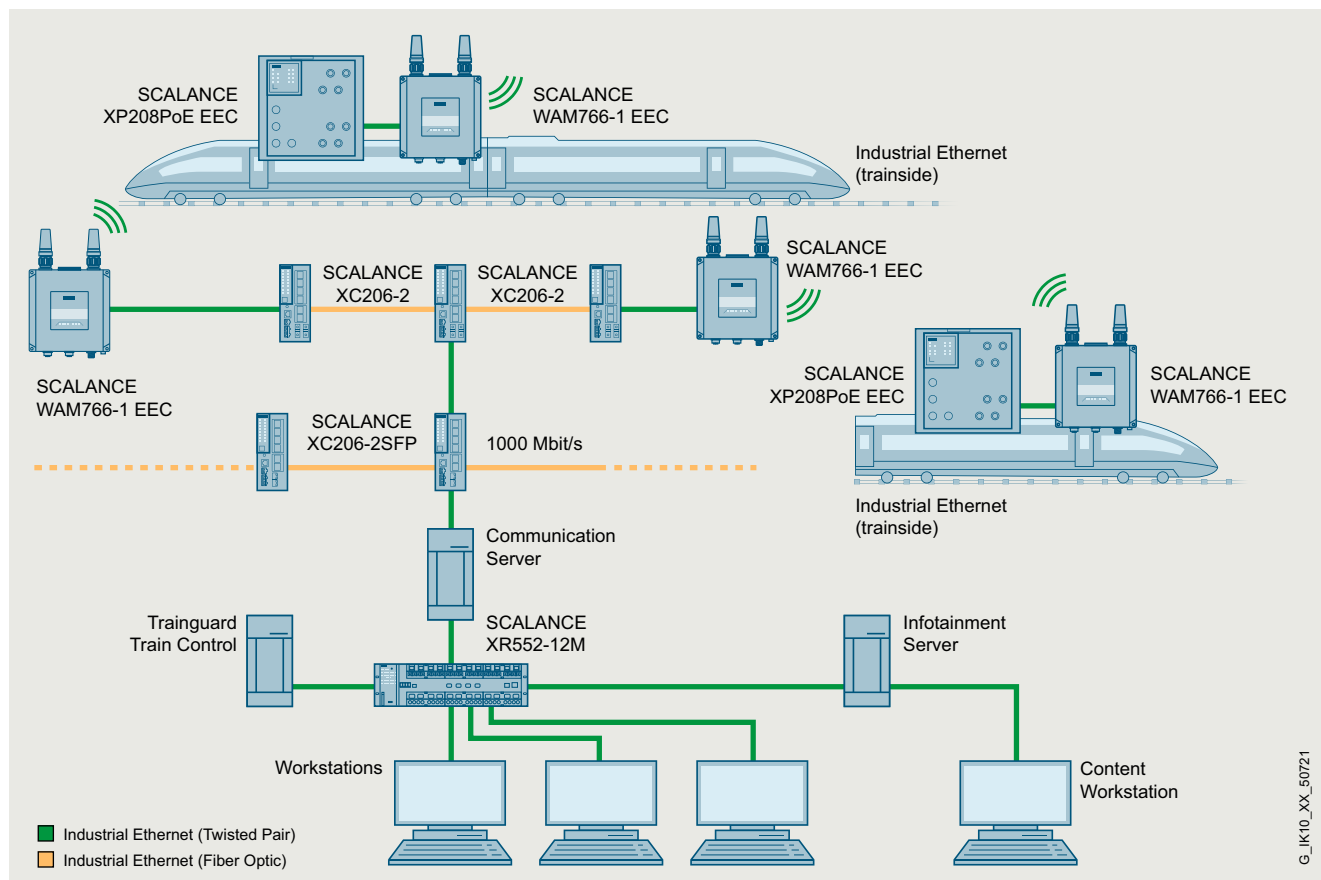 SCALANCE
XP208PoE EEC
SCALANCE
WAM766-1 EEC
Industrial Ethernet
(trainside)
SCALANCE
XC206-2
SCALANCE
XC206-2
SCALANCE
WAM766-1 EEC
SCALANCE
WAM766-1 EEC
SCALANCE
XP208PoE EEC
SCALANCE
WAM766-1 EEC
SCALANCE
XC206-2SFP
1000 Mbit/s
Industrial Ethernet
(trainside)
Communication
Server
Trainguard
Train Control
SCALANCE
XR552-12M
Infotainment
Server
Workstations
Content
Workstation
Industrial Ethernet (Twisted Pair)
Industrial Ethernet (Fiber Optic)
G_IK10_XX_50721